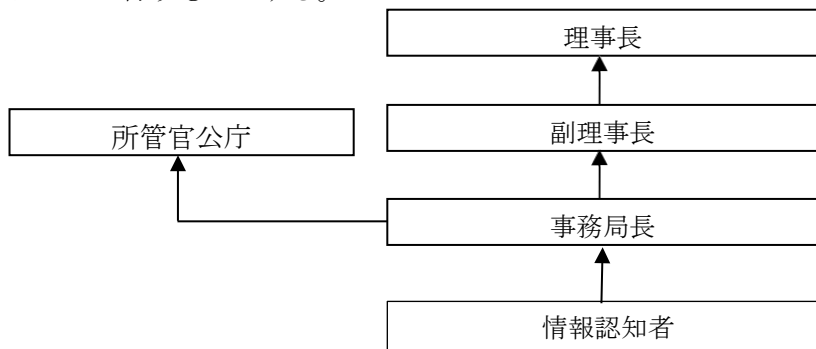 理事長
所管官公庁
副理事長
事務局長
情報認知者